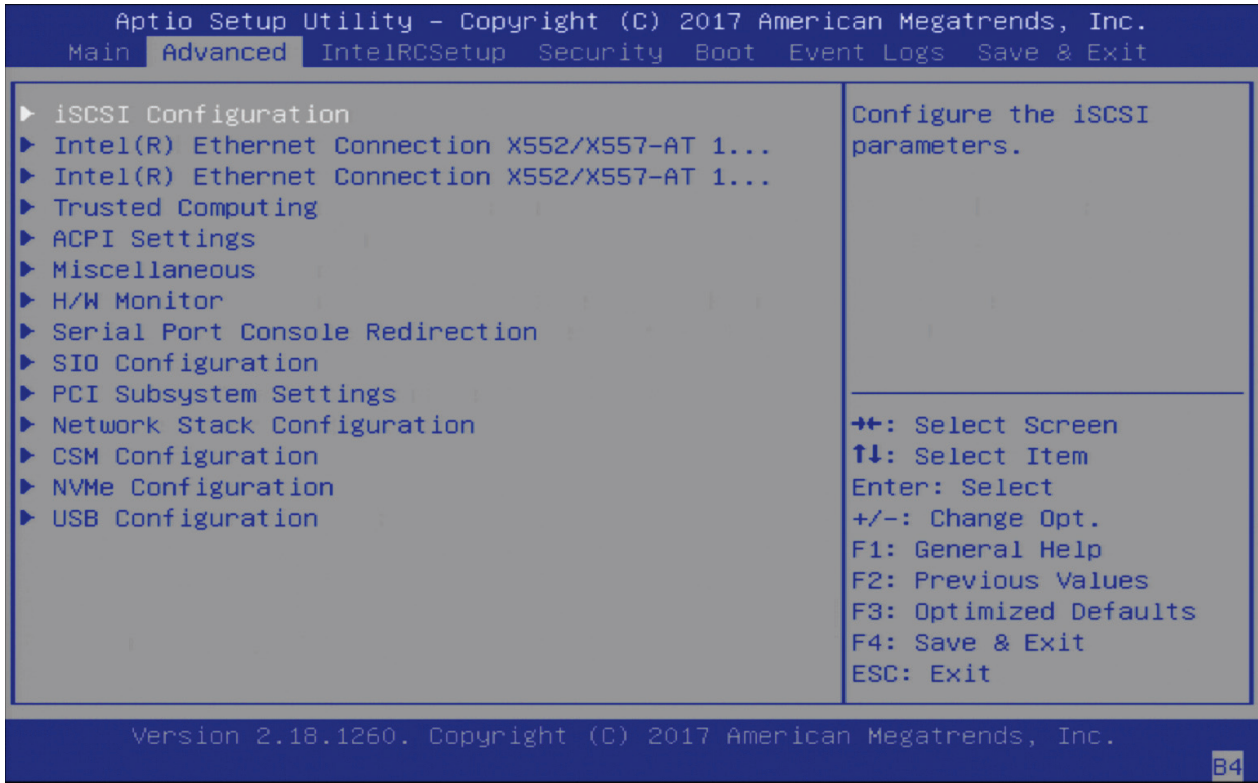 Aptio Setup Utility – Copyright (C) 2017 American Megatrends, Inc.
Main Advanced IntelRCSetup Security Boot Event Logs Save & Exit
▶ iSCSI Configuration
▶ Intel(R) Ethernet Connection X552/X557-AT 1...
▶ Intel(R) Ethernet Connection X552/X557-AT 1...
▶ Trusted Computing
▶ ACPI Settings
▶ Miscellaneous
▶ H/W Monitor
▶ Serial Port Console Redirection
▶ SIO Configuration
▶ PCI Subsystem Settings
▶ Network Stack Configuration
▶ CSM Configuration
▶ NVMe Configuration
▶ USB Configuration
Configure the iSCSI
parameters.
→←: Select Screen
↑↓: Select Item
Enter: Select
+/-: Change Opt.
F1: General Help
F2: Previous Values
F3: Optimized Defaults
F4: Save & Exit
ESC: Exit
Version 2.18.1260. Copyright (C) 2017 American Megatrends, Inc.
B4